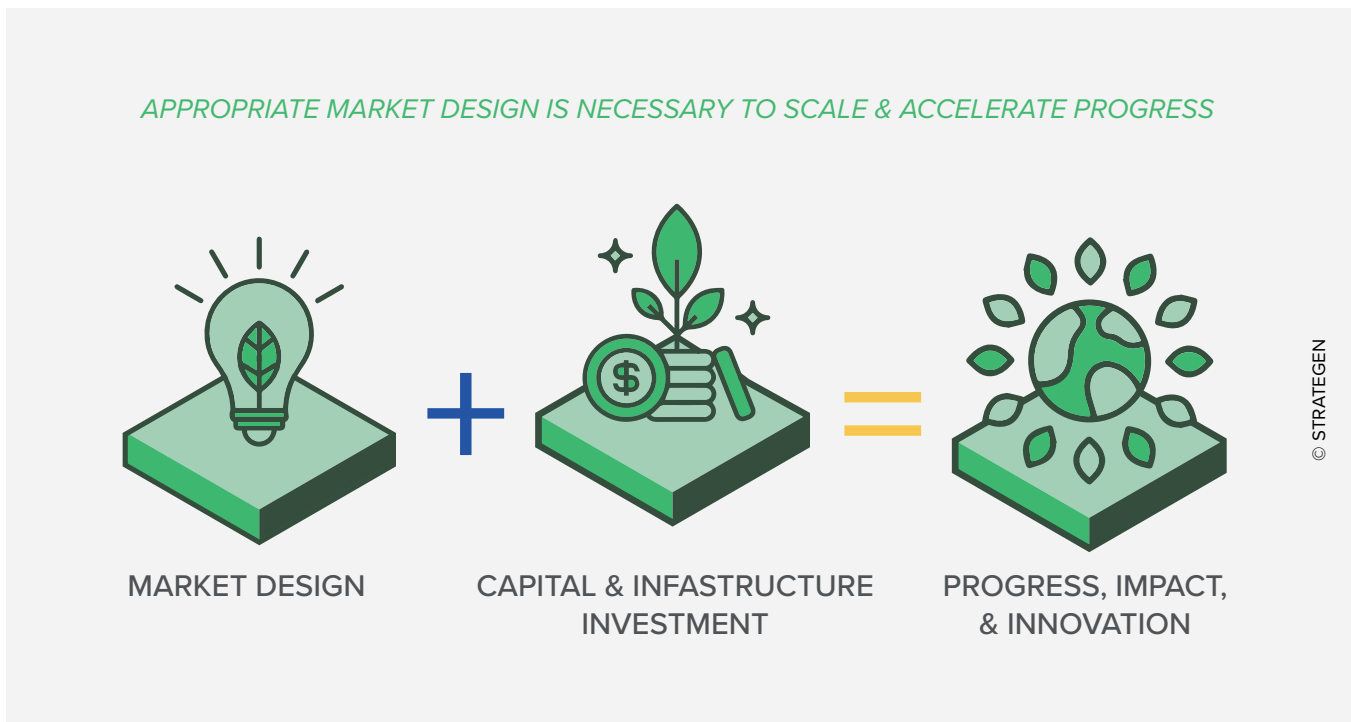 APPROPRIATE MARKET DESIGN IS NECESSARY TO SCALE & ACCELERATE PROGRESS
$
MARKET DESIGN
CAPITAL & INFASTRUCTURE
INVESTMENT
PROGRESS, IMPACT,
& INNOVATION
© STRATEGEN